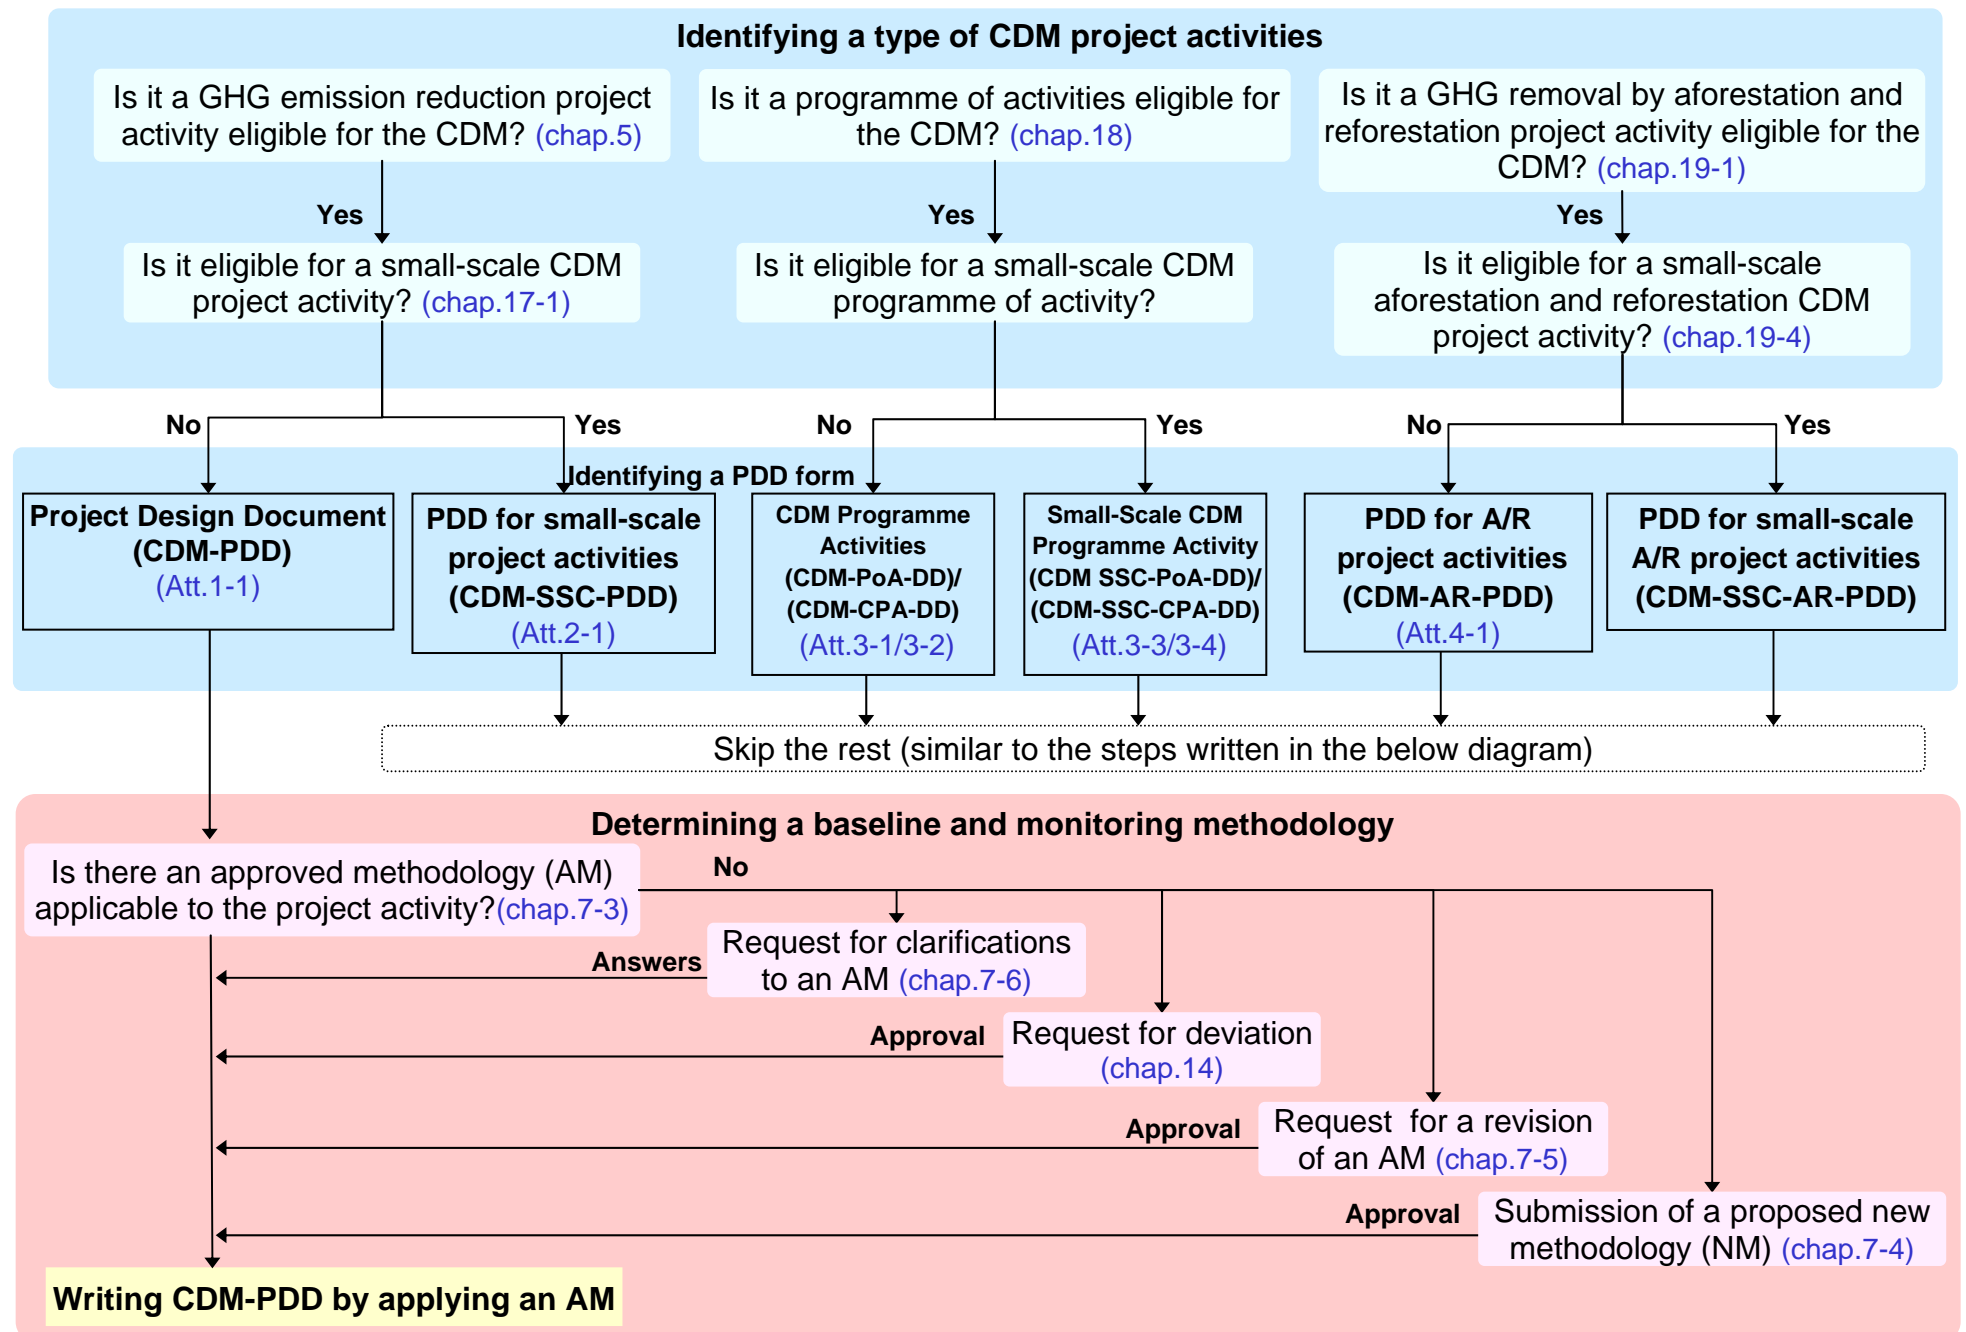 Identifying a type of CDM project activities
Is it a GHG emission reduction project
activity eligible for the CDM? (chap.5)
Is it a programme of activities eligible for
the CDM? (chap.18)
Is it a GHG removal by aforestation and
reforestation project activity eligible for the
CDM? (chap.19-1)
Yes
Yes
Yes
Is it eligible for a small-scale CDM
project activity? (chap.17-1)
Is it eligible for a small-scale CDM
programme of activity?
Is it eligible for a small-scale
aforestation and reforestation CDM
project activity? (chap.19-4)
No
Yes
No
Yes
No
Yes
Identifying a PDD form
Project Design Document
(CDM-PDD)
(Att.1-1)
PDD for small-scale
project activities
(CDM-SSC-PDD)
(Att.2-1)
CDM Programme
Activities
(CDM-PoA-DD)/
(CDM-CPA-DD)
(Att.3-1/3-2)
Small-Scale CDM
Programme Activity
(CDM SSC-PoA-DD)/
(CDM-SSC-CPA-DD)
(Att.3-3/3-4)
PDD for A/R
project activities
(CDM-AR-PDD)
(Att.4-1)
PDD for small-scale
A/R project activities
(CDM-SSC-AR-PDD)
Skip the rest (similar to the steps written in the below diagram)
Determining a baseline and monitoring methodology
Is there an approved methodology (AM)
applicable to the project activity?(chap.7-3)
No
Request for clarifications
to an AM (chap.7-6)
Answers
Request for deviation
(chap.14)
Approval
Request for a revision
of an AM (chap.7-5)
Approval
Submission of a proposed new
methodology (NM) (chap.7-4)
Approval
Writing CDM-PDD by applying an AM